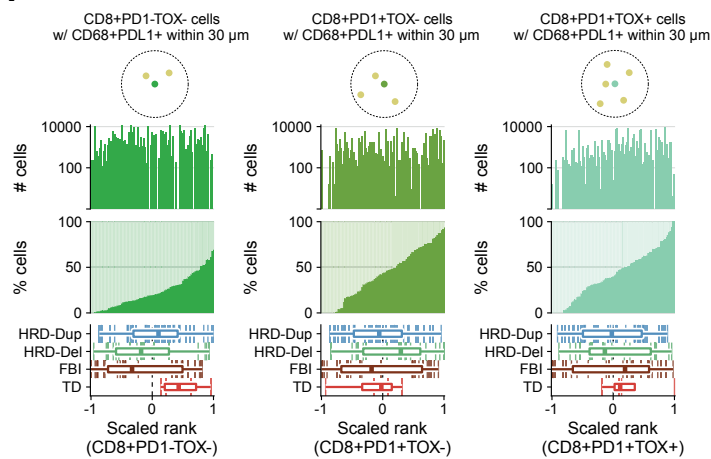 CD8+PD1-TOX- cells
w/ CD68+PDL1+ within 30 µm
CD8+PD1+TOX- cells
w/ CD68+PDL1+ within 30 µm
CD8+PD1+TOX+ cells
w/ CD68+PDL1+ within 30 µm
# cells
10000
100
# cells
10000
100
# cells
10000
100
% cells
100
50
0
% cells
100
50
0
% cells
100
50
0
HRD-Dup
HRD-Del
FBI
TD
HRD-Dup
HRD-Del
FBI
TD
HRD-Dup
HRD-Del
FBI
TD
-1 0 1
-1 0 1
-1 0 1
Scaled rank
(CD8+PD1-TOX-)
Scaled rank
(CD8+PD1+TOX-)
Scaled rank
(CD8+PD1+TOX+)